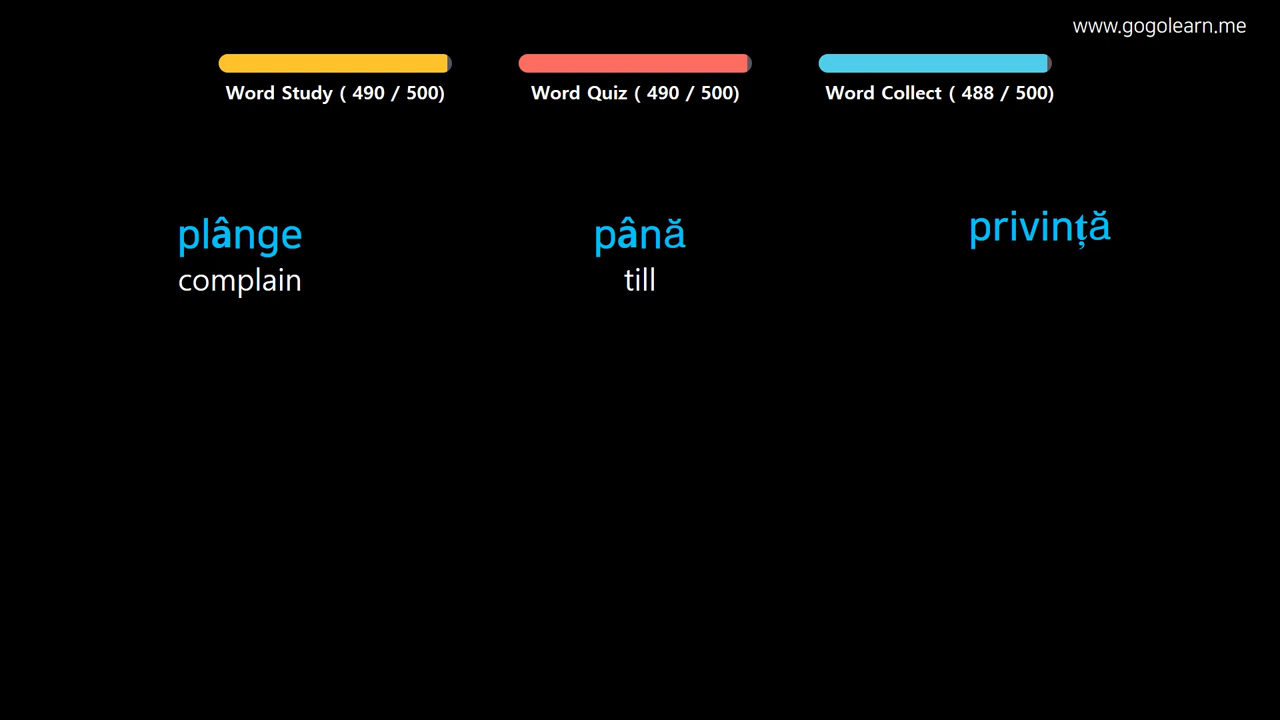 www.gogolearn.me
Word Study ( 490 / 500)
Word Quiz ( 490 / 500)
Word Collect ( 488 / 500)
plânge
complain
până
till
privință